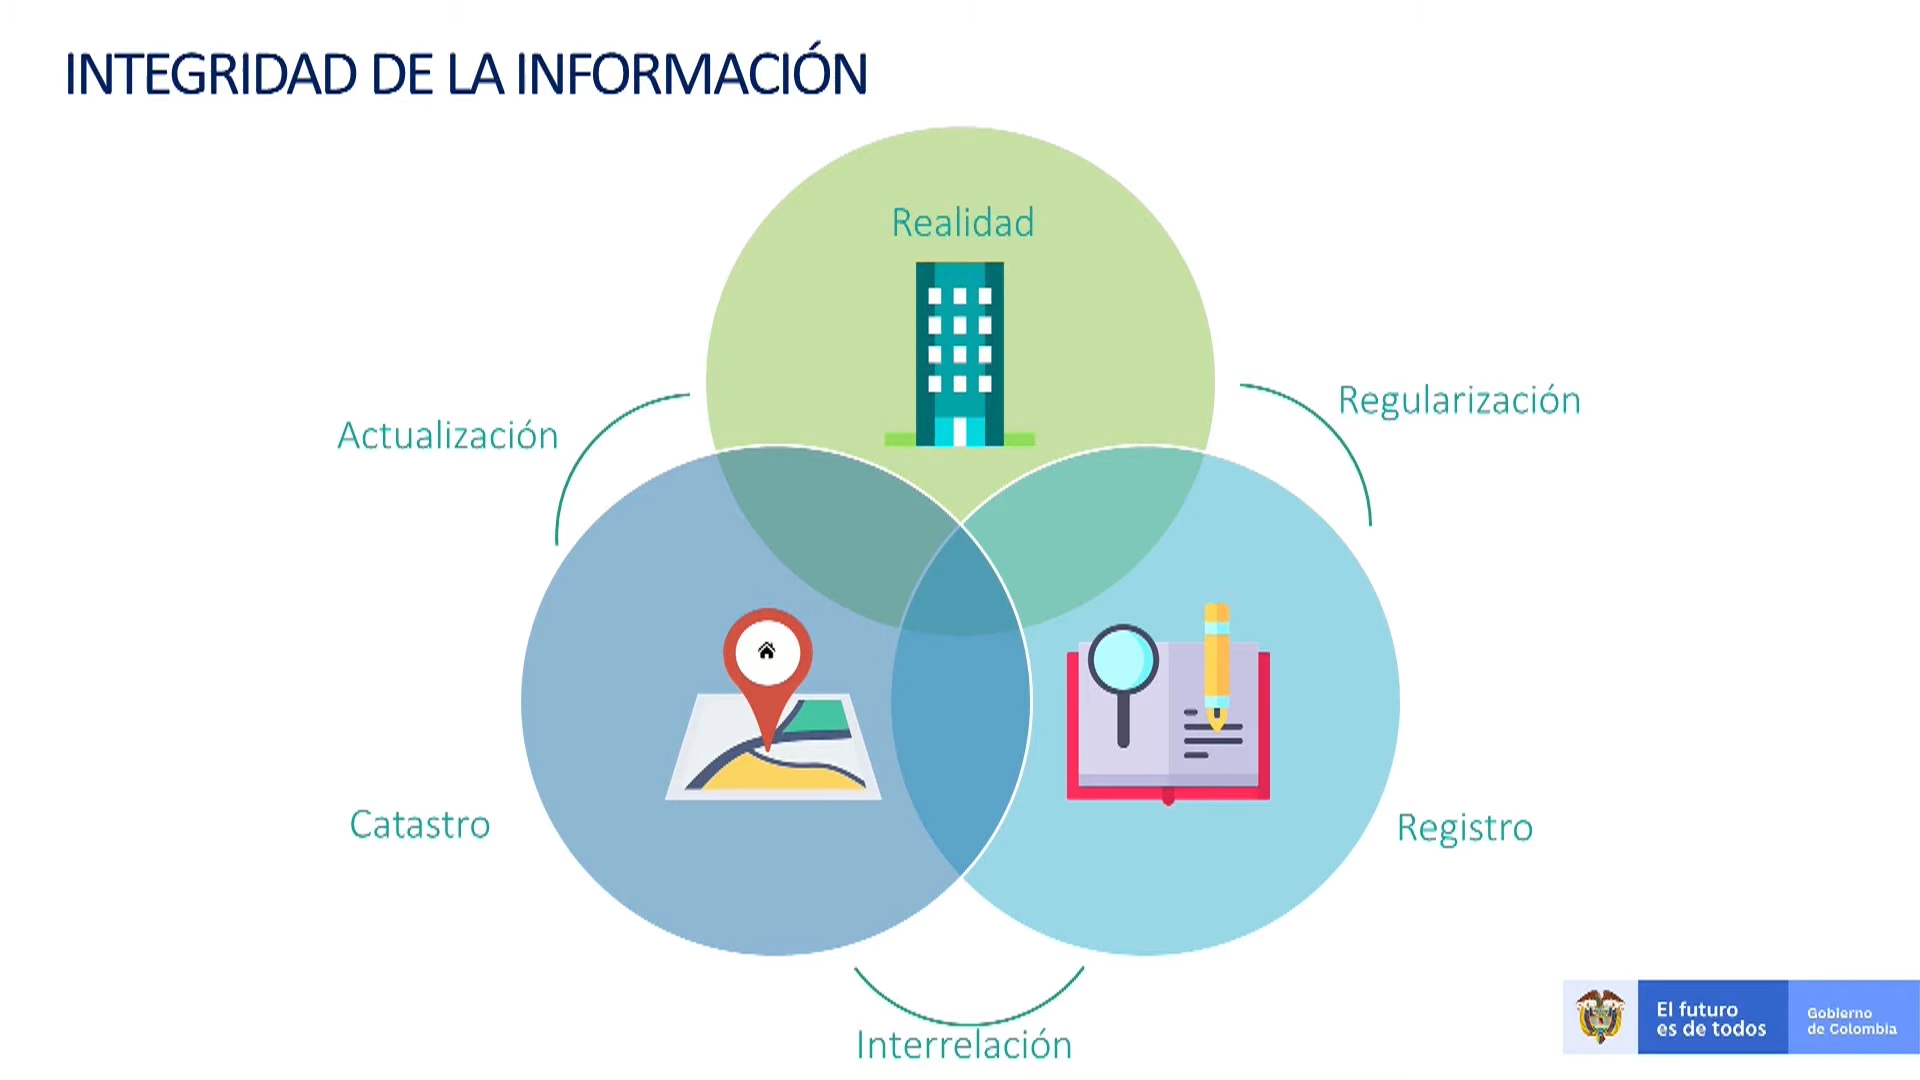 INTEGRIDAD DE LA INFORMACIÓN
Realidad
Actualización
Regularización
Catastro
Registro
Interrelación
El futuro
es de todos
Gobierno
de Colombia